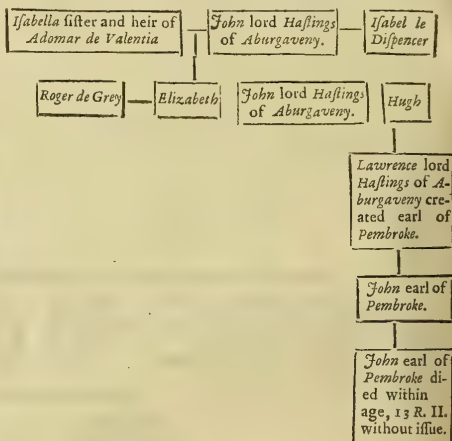 Iſabella ſiſter and heir of
Adomar de Valentia
John lord Haſtings
of Aburgaveny.
Iſabel le
Diſpencer
Roger de Grey
Elizabeth
John lord Haſtings
of Aburgaveny.
Hugh
Lawrence lord
Haſtings of A-
burgaveny cre-
ated earl of
Pembroke.
John earl of
Pembroke.
John earl of
Pembroke di-
ed within
age, 13 R. II.
without iſſue.